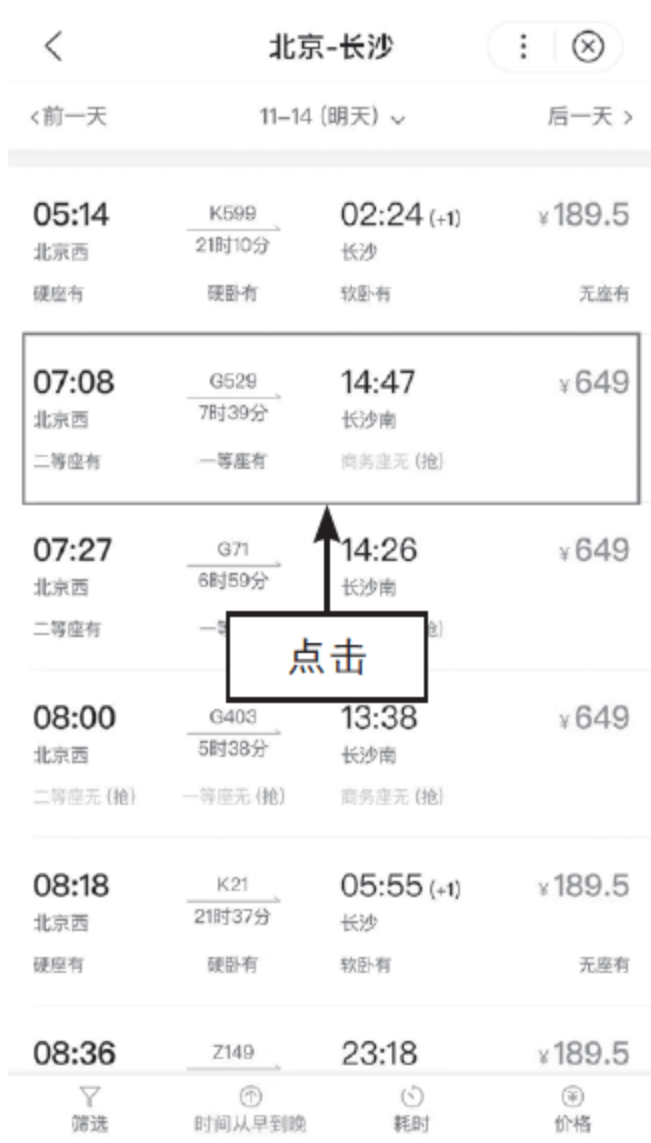 北京-长沙
<前一天 11-14 (明天) 后一天 >
05:14 K599 02:24 (+1) ¥189.5
21时10分
北京西 长沙
硬座有 硬卧有 软卧有 无座有
07:08 G529 14:47 ¥649
7时39分
北京西 长沙南
二等座有 一等座有 商务座无 (抢)
07:27 G71 14:26 ¥649
6时59分
北京西 长沙南
二等座有 一 抢)
点击
08:00 G403 13:38 ¥649
5时38分
北京西 长沙南
二等座无 (抢) 一等座无 (抢) 商务座无 (抢)
08:18 K21 05:55 (+1) ¥189.5
21时37分
北京西 长沙
硬座有 硬卧有 软卧有 无座有
08:36 Z149 23:18 ¥189.5
筛选 时间从早到晚 耗时 价格